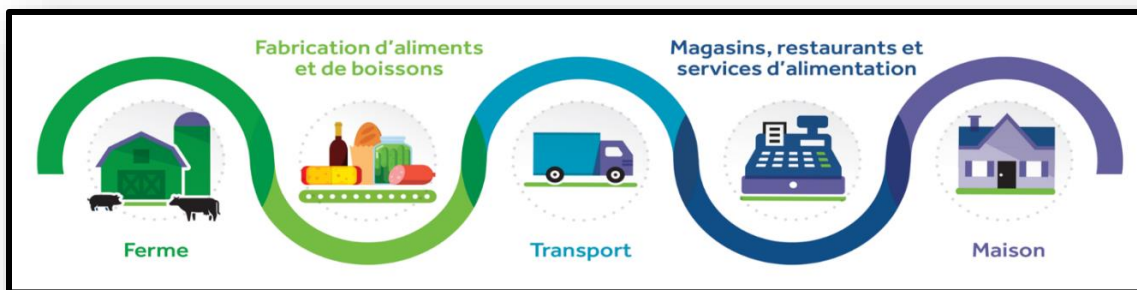 Fabrication d'aliments
et de boissons
Magasins, restaurants et
services d'alimentation
Ferme
Transport
Maison